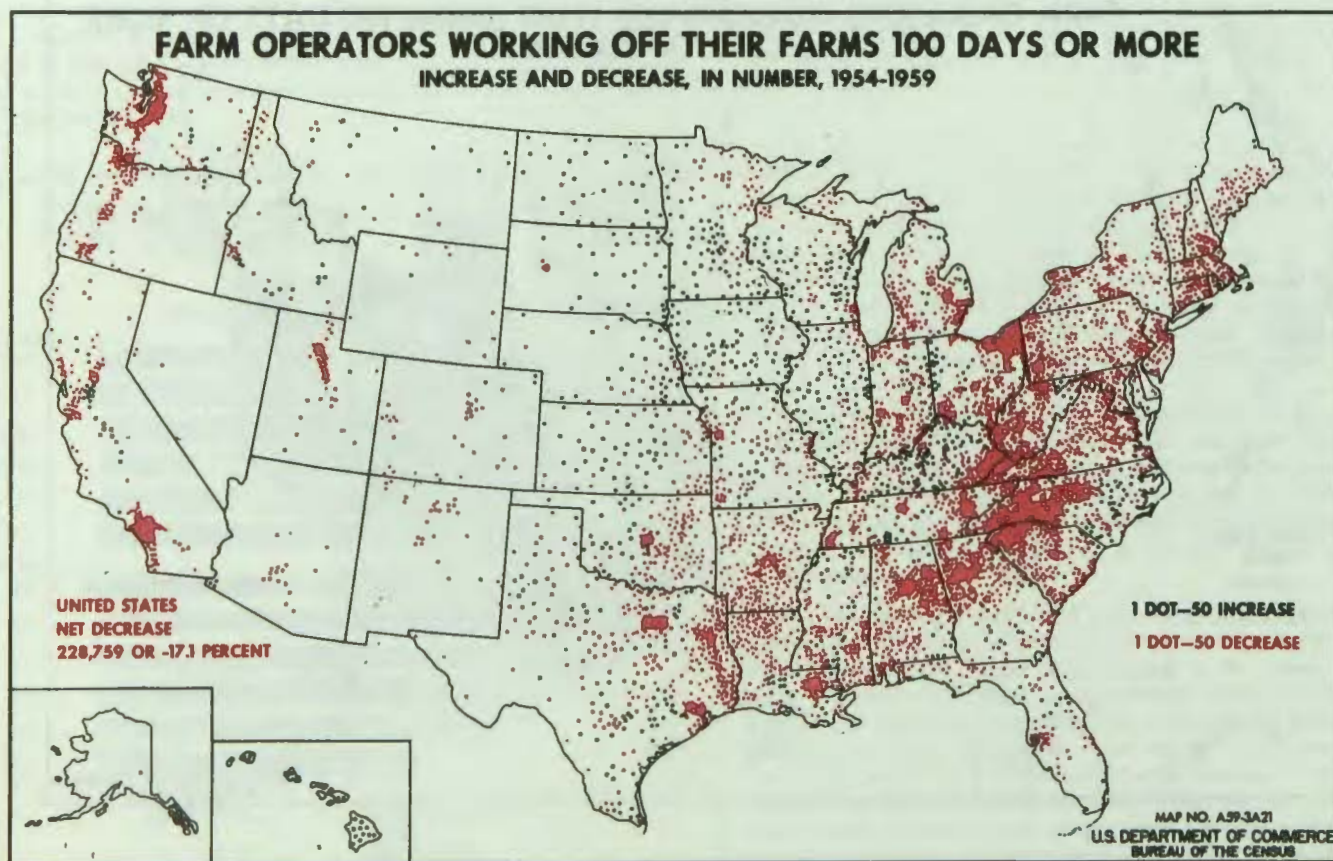 FARM OPERATORS WORKING OFF THEIR FARMS 100 DAYS OR MORE
INCREASE AND DECREASE, IN NUMBER, 1954-1959
UNITED STATES
NET DECREASE
228,759 OR -17.1 PERCENT
1 DOT—50 INCREASE
1 DOT—50 DECREASE
MAP NO. A59-3A21
U.S. DEPARTMENT OF COMMERCE
BUREAU OF THE CENSUS